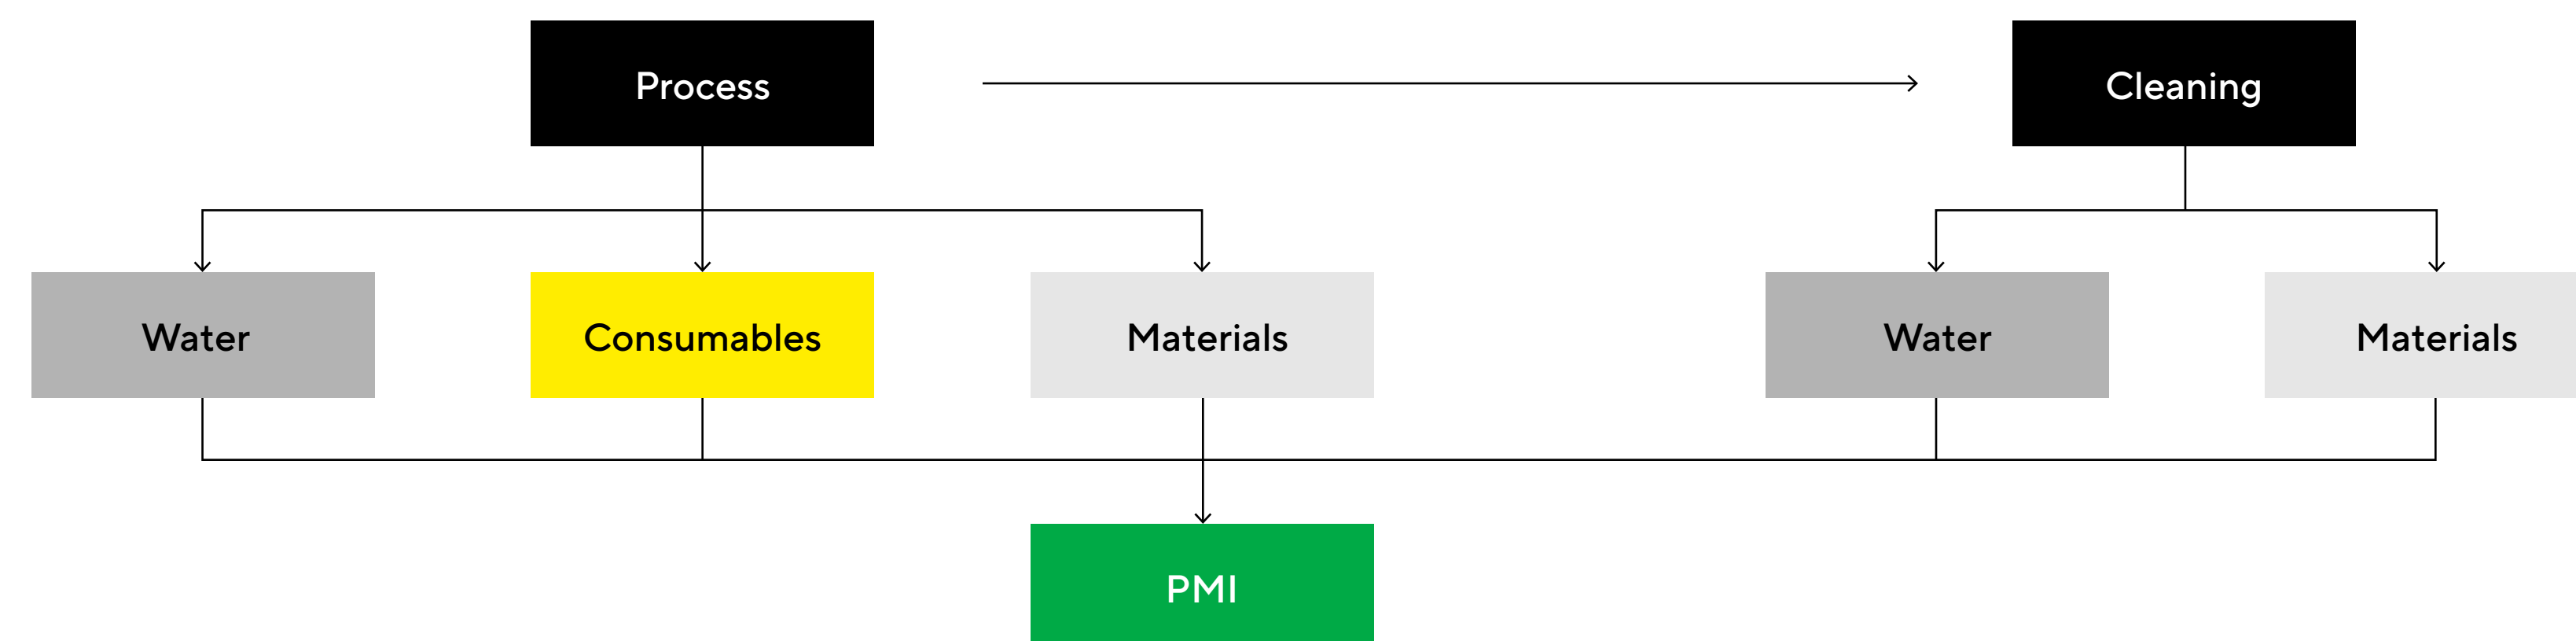 Process
Cleaning
Water
Consumables
Materials
Water
Materials
PMI